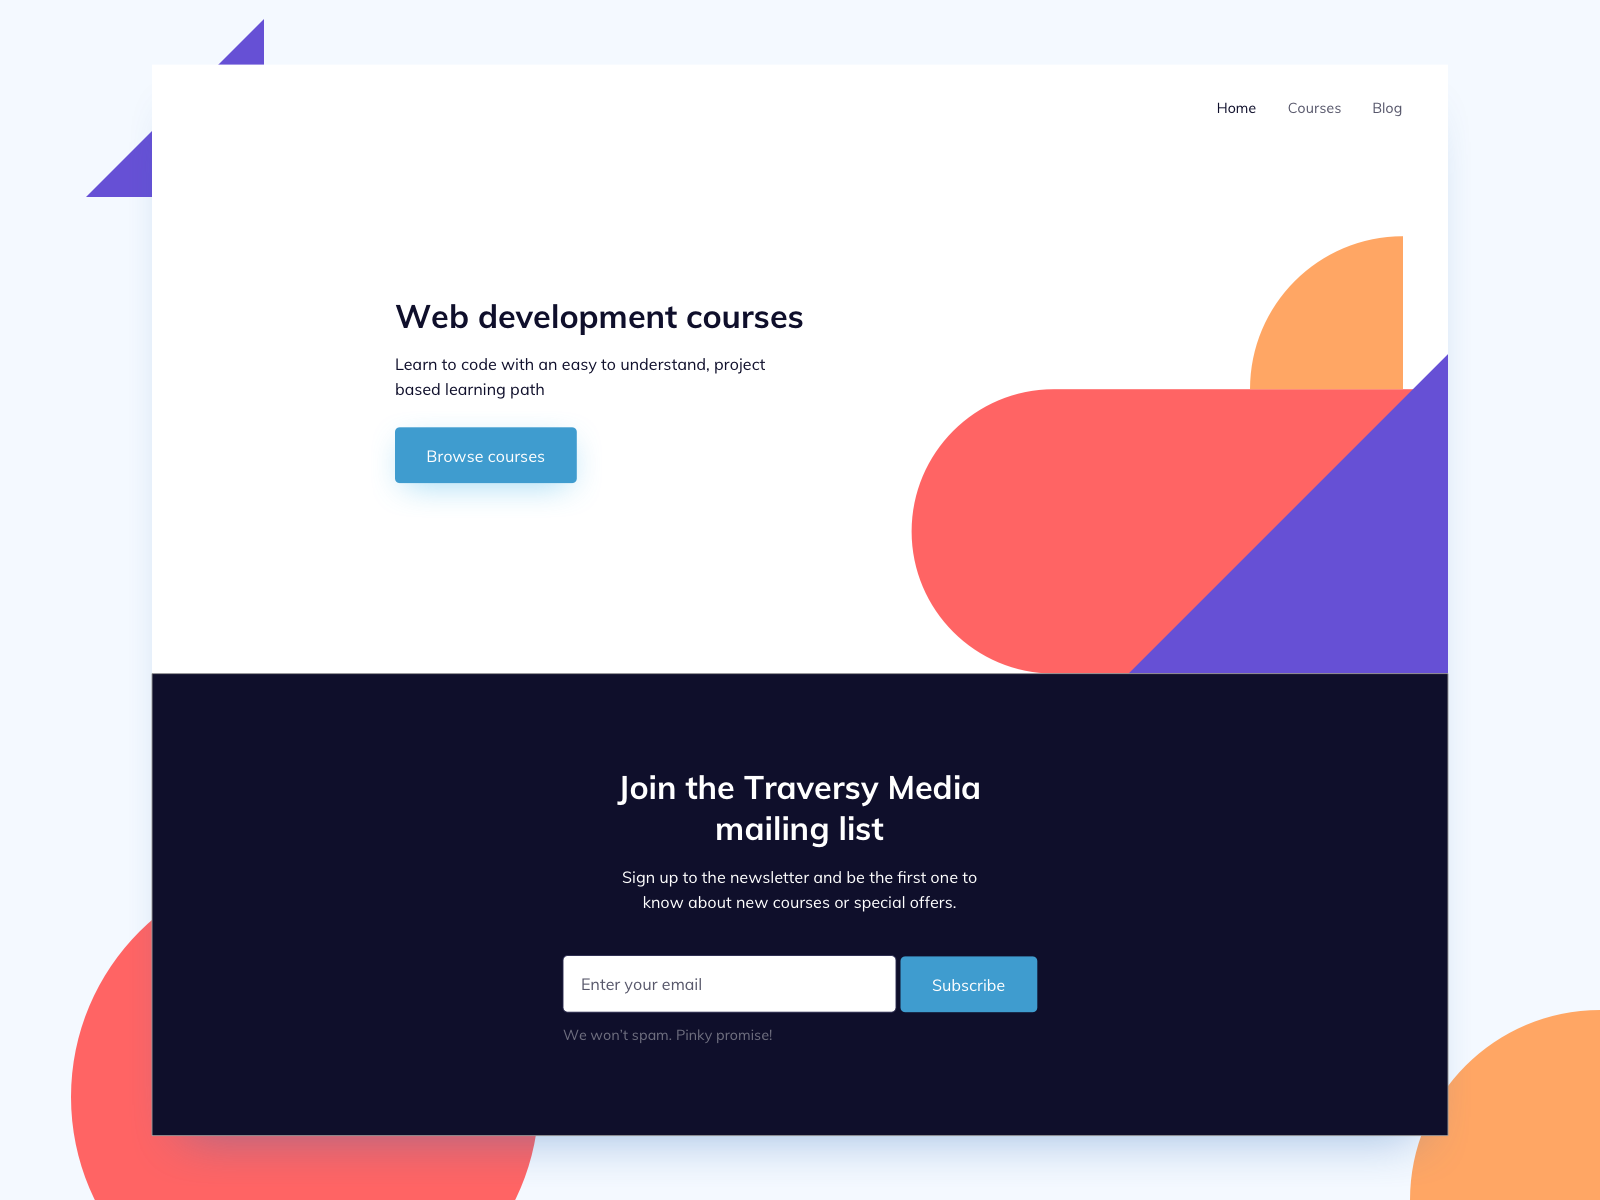 Home Courses Blog
Web development courses
Learn to code with an easy to understand, project
based learning path
Browse courses
Join the Traversy Media
mailing list
Sign up to the newsletter and be the first one to
know about new courses or special offers.
Enter your email
Subscribe
We won't spam. Pinky promise!